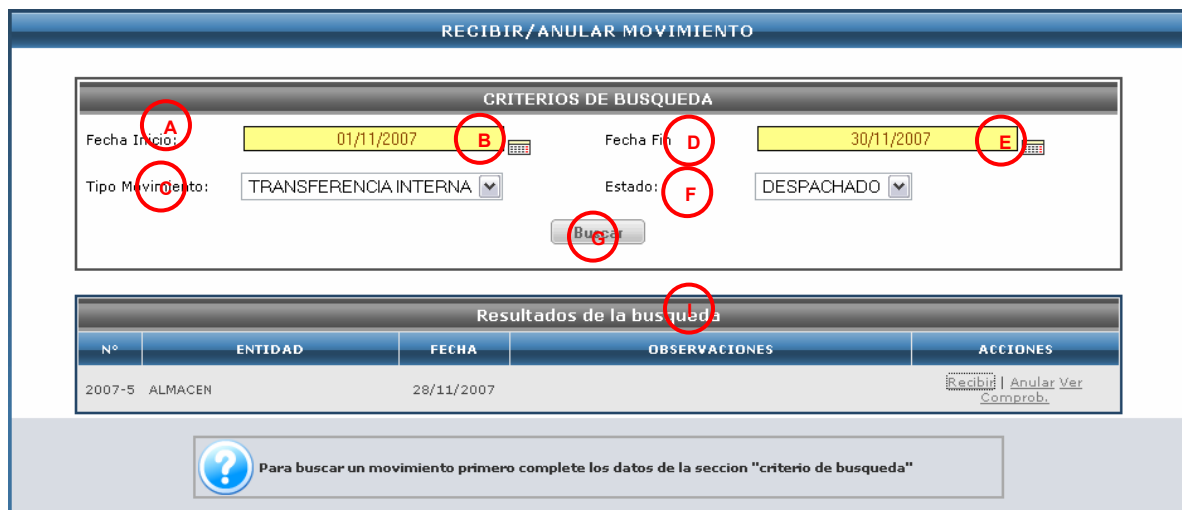 RECIBIR/ANULAR MOVIMIENTO
CRITERIOS DE BUSQUEDA
Fecha Inicio: A 01/11/2007 B Fecha Fin D 30/11/2007 E
Tipo Movimiento: C TRANSFERENCIA INTERNA Estado: F DESPACHADO
Buscar G
Resultados de la busqueda I
Nº ENTIDAD FECHA OBSERVACIONES ACCIONES
2007-5 ALMACEN 28/11/2007 Recibir | Anular Ver
Comprob.
Para buscar un movimiento primero complete los datos de la seccion "criterio de busqueda"